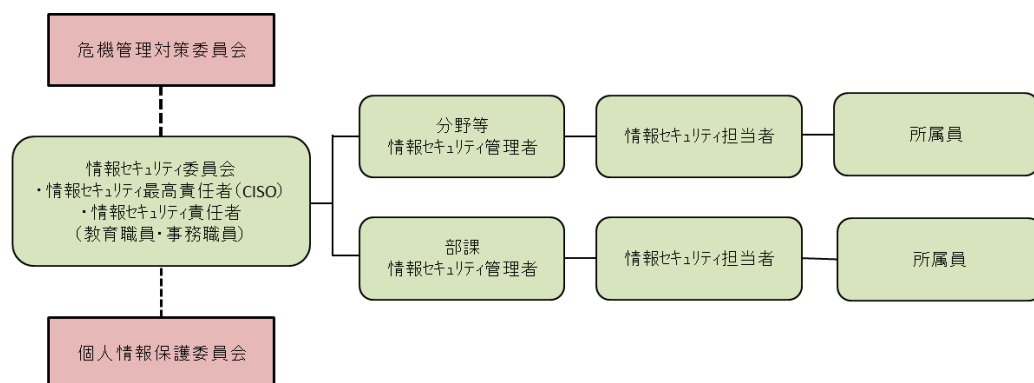 危機管理対策委員会
情報ｾｷｭﾘﾃｨ委員会
・情報ｾｷｭﾘﾃｨ最高責任者(CISO)
・情報ｾｷｭﾘﾃｨ責任者
(教育職員・事務職員)
個人情報保護委員会
分野等
情報ｾｷｭﾘﾃｨ管理者
情報ｾｷｭﾘﾃｨ担当者
所属員
部課
情報ｾｷｭﾘﾃｨ管理者
情報ｾｷｭﾘﾃｨ担当者
所属員